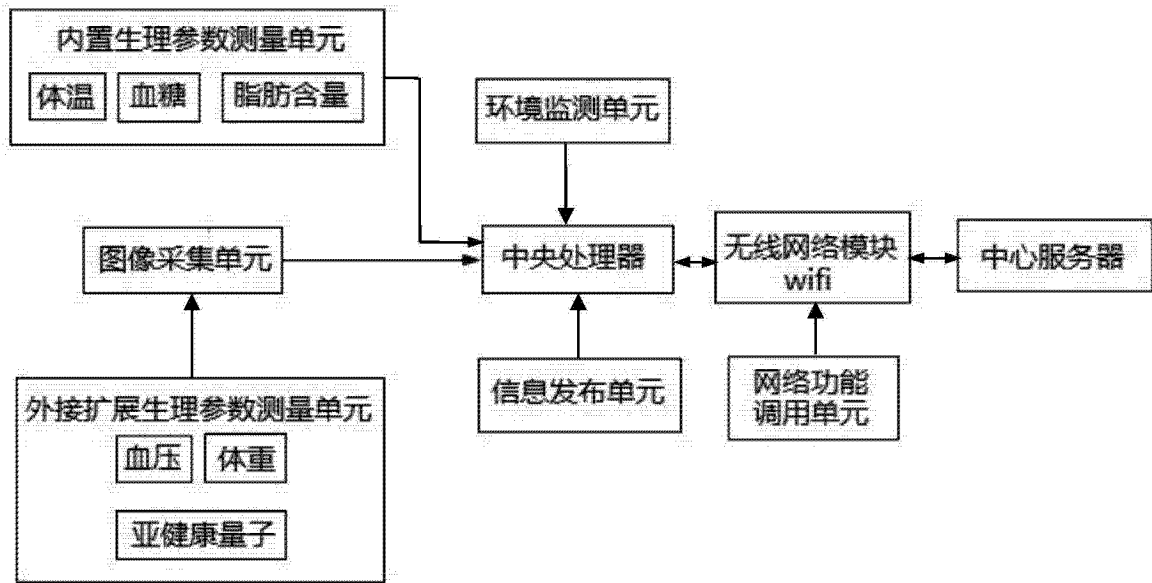 内置生理参数测量单元
体温
血糖
脂肪含量
环境监测单元
图像采集单元
中央处理器
无线网络模块
wifi
中心服务器
外接扩展生理参数测量单元
血压
体重
亚健康量子
信息发布单元
网络功能
调用单元